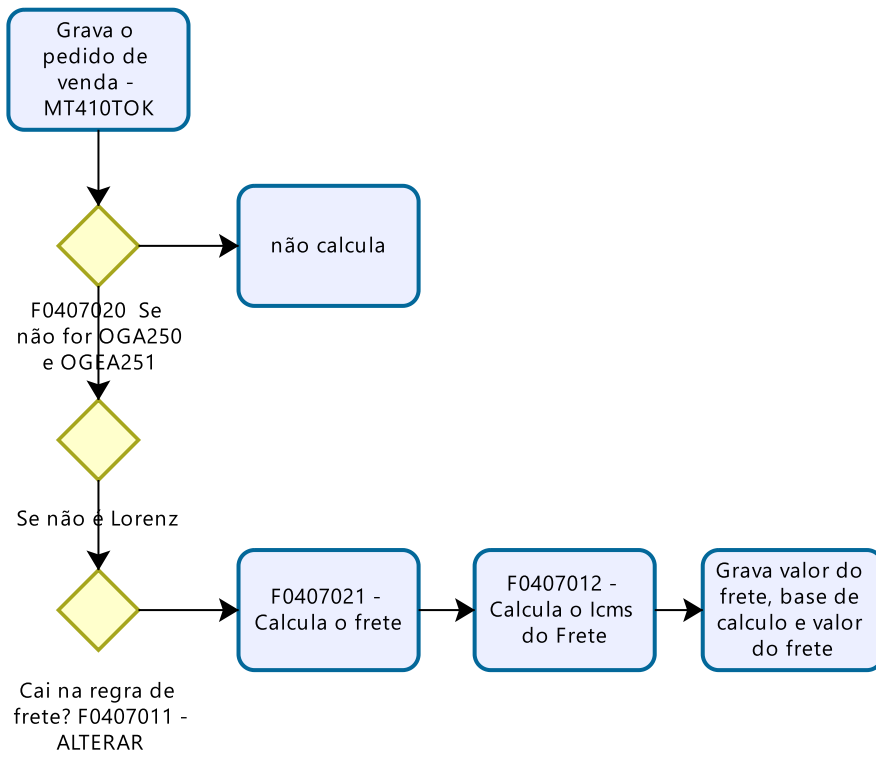 Grava o
pedido de
venda -
MT410TOK
não calcula
F0407020 Se
não for OGA250
e OGEA251
Se não é Lorenz
F0407021 -
Calcula o frete
F0407012 -
Calcula o Icms
do Frete
Grava valor do
frete, base de
calculo e valor
do frete
Cai na regra de
frete? F0407011 -
ALTERAR